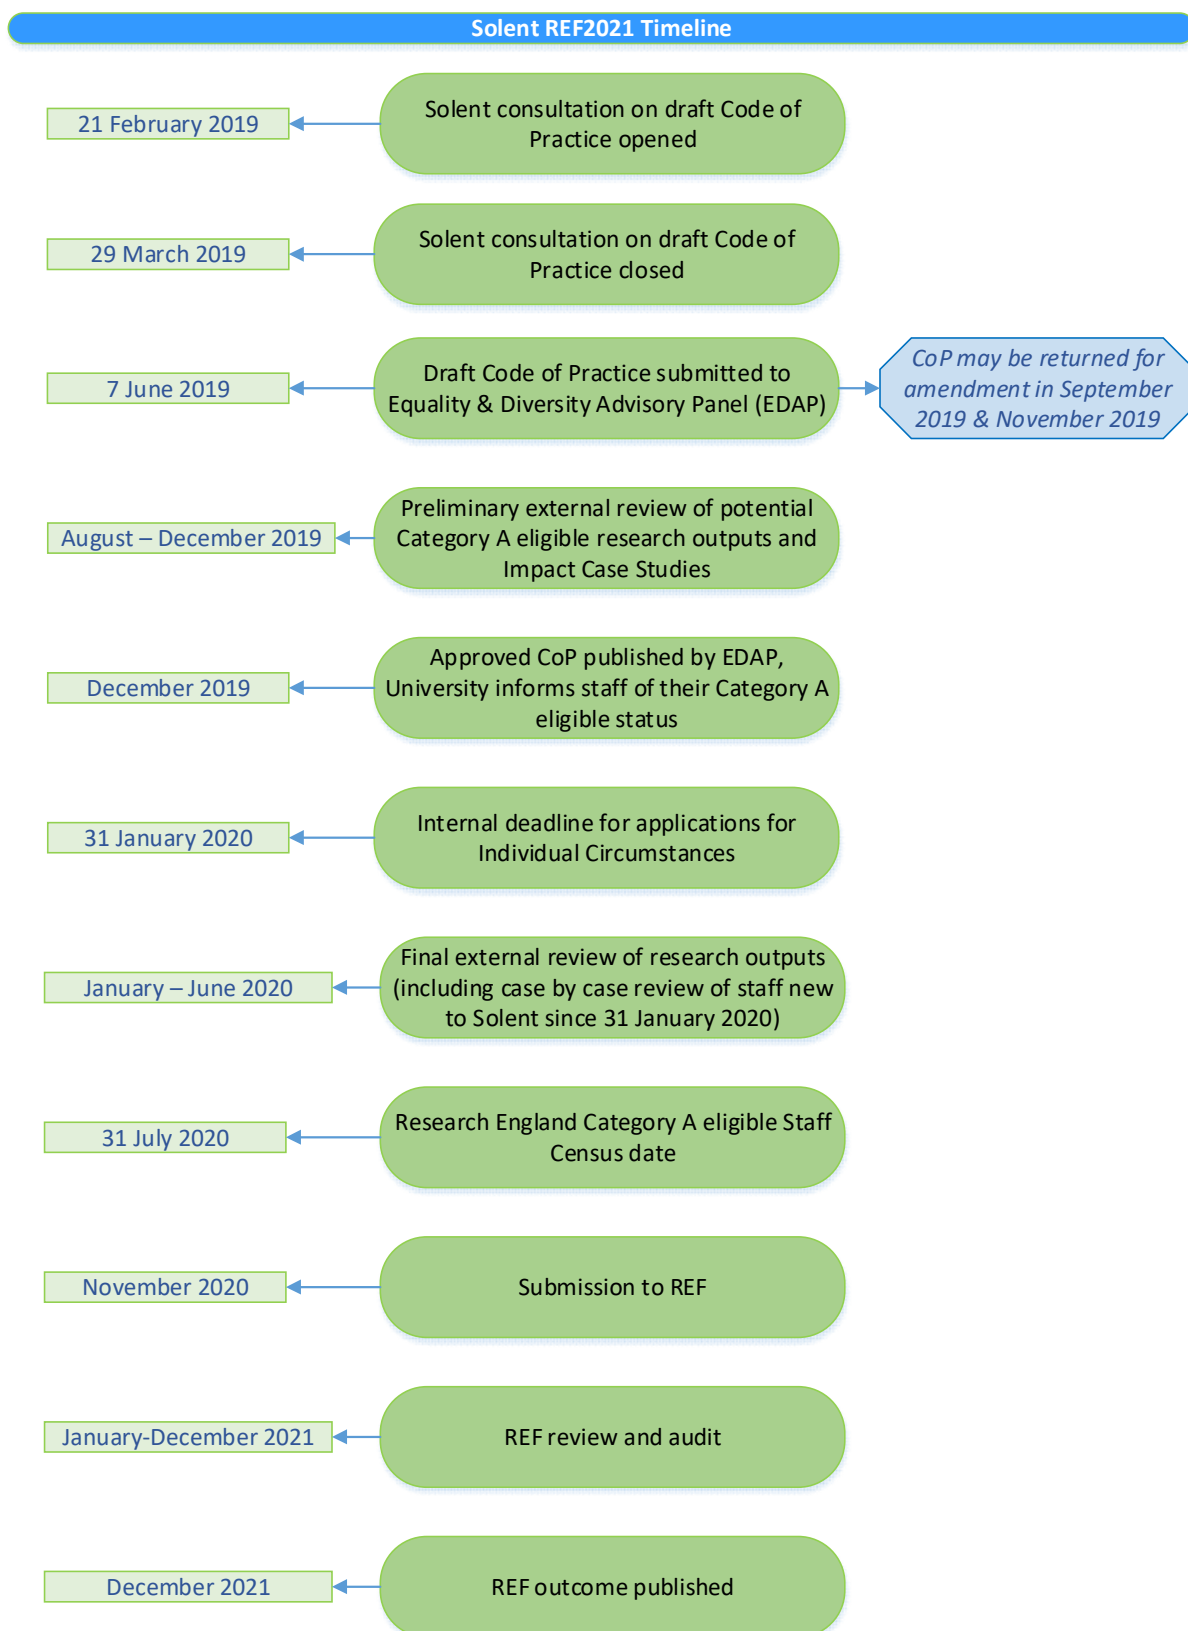 Solent REF2021 Timeline
21 February 2019
Solent consultation on draft Code of
Practice opened
29 March 2019
Solent consultation on draft Code of
Practice closed
7 June 2019
Draft Code of Practice submitted to
Equality & Diversity Advisory Panel (EDAP)
CoP may be returned for
amendment in September
2019 & November 2019
August – December 2019
Preliminary external review of potential
Category A eligible research outputs and
Impact Case Studies
December 2019
Approved CoP published by EDAP,
University informs staff of their Category A
eligible status
31 January 2020
Internal deadline for applications for
Individual Circumstances
January – June 2020
Final external review of research outputs
(including case by case review of staff new
to Solent since 31 January 2020)
31 July 2020
Research England Category A eligible Staff
Census date
November 2020
Submission to REF
January-December 2021
REF review and audit
December 2021
REF outcome published